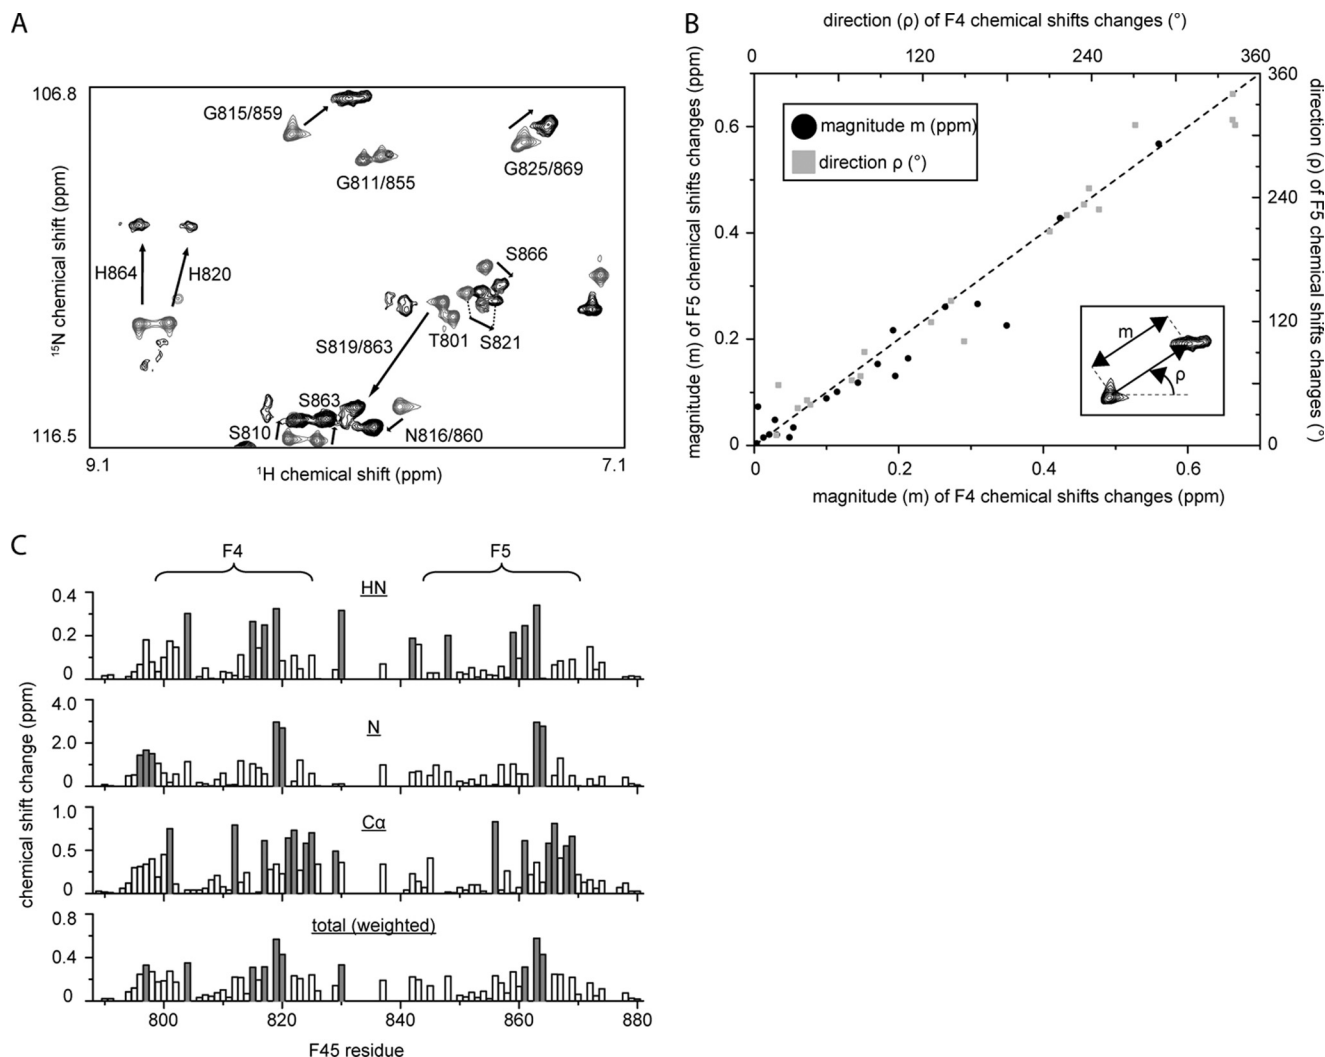 A
106.8
¹⁵N chemical shift (ppm)
116.5
9.1
¹H chemical shift (ppm)
7.1
G815/859
G811/855
G825/869
H864
H820
S866
T801
S821
S819/863
S863
S810
N816/860
B
direction (ρ) of F4 chemical shifts changes (°)
0 120 240 360
magnitude (m) of F5 chemical shifts changes (ppm)
0.6
0.4
0.2
0
magnitude m (ppm)
direction ρ (°)
m
ρ
360
240
120
0
direction (ρ) of F5 chemical shifts changes (°)
0 0.2 0.4 0.6
magnitude (m) of F4 chemical shifts changes (ppm)
C
F4
F5
chemical shift change (ppm)
HN
0.4
0.2
0
N
4.0
2.0
0
Cα
1.0
0.5
0
total (weighted)
0.8
0.4
0
800 820 840 860 880
F45 residue